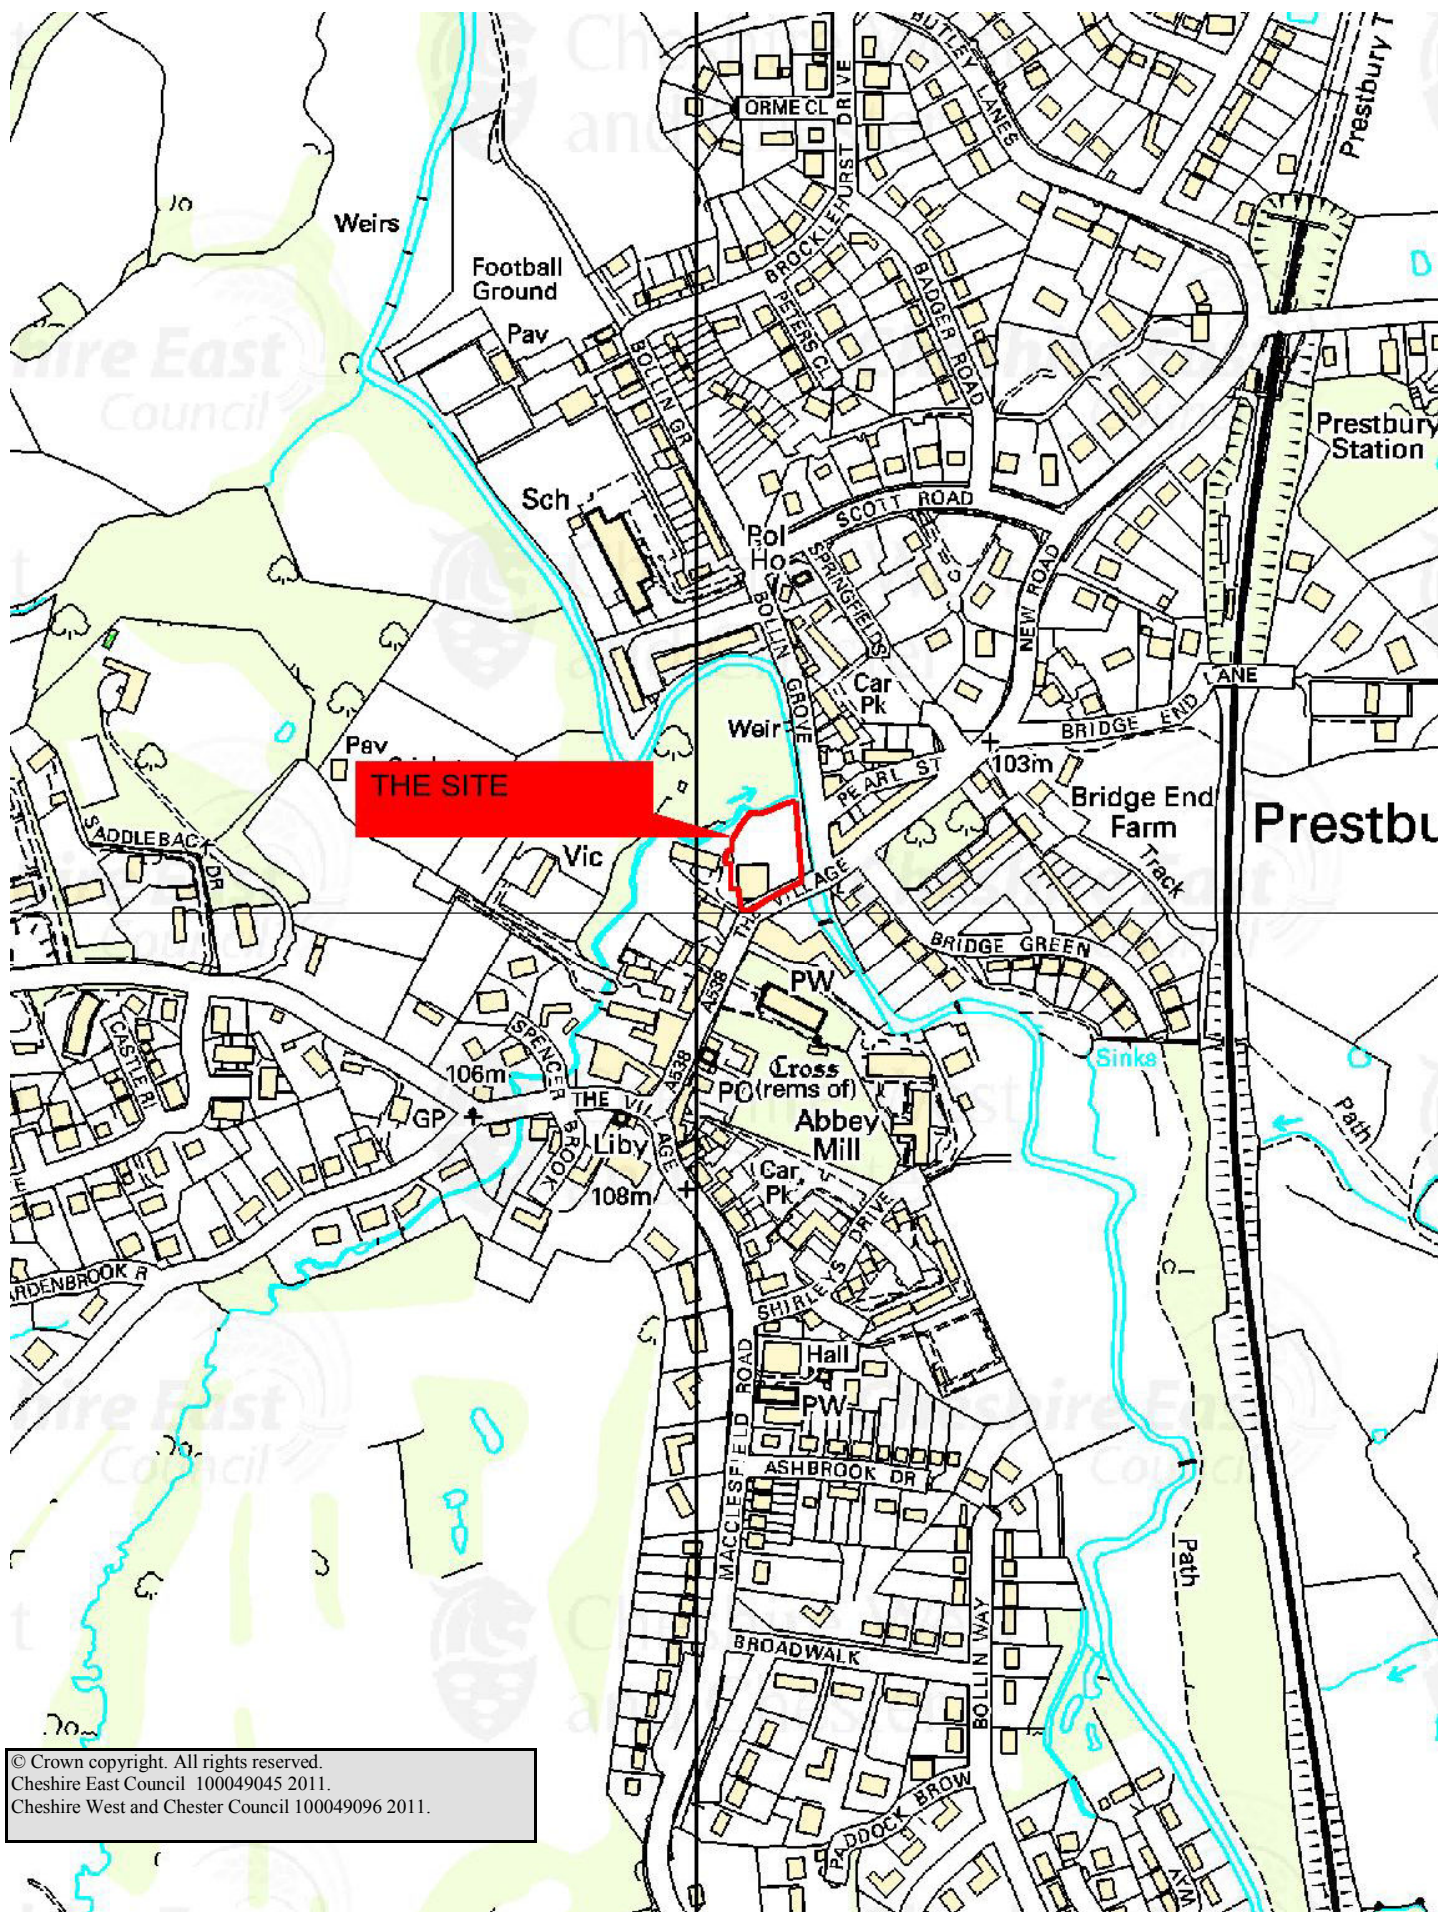 BUTLEY LANES
Prestbury T
ORME CL
BROCKLEHURST DRIVE
Weirs
Football
Ground
Pav
PETERS CL
BADGER ROAD
BOLLIN GR
Prestbury
Station
Sch
SCOTT ROAD
Pol
Ho
SPRINGFIELDS
NEW ROAD
BOLLIN GROVE
Car
Pk
LANE
BRIDGE END
Weir
Pav
103m
PEARL ST
THE SITE
Bridge End
Farm
Prestbu
SADDLEBACK DR
Vic
Track
THE VILLAGE
BRIDGE GREEN
A538
PW
CASTLE
SPENCER BROOK
106m
A538
Cross
(rems of)
PO
Sinks
GP
THE VILLAGE
Abbey
Mill
Path
Liby
Car
Pk
108m
SHIRLEYS DRIVE
ARDENBROOK R
Hall
MACCLESFIELD ROAD
PW
ASHBROOK DR
Path
BROADWALK
BOLLIN WAY
PADDOCK BROW
WAY
© Crown copyright. All rights reserved.
Cheshire East Council 100049045 2011.
Cheshire West and Chester Council 100049096 2011.
Cheshire East
Council